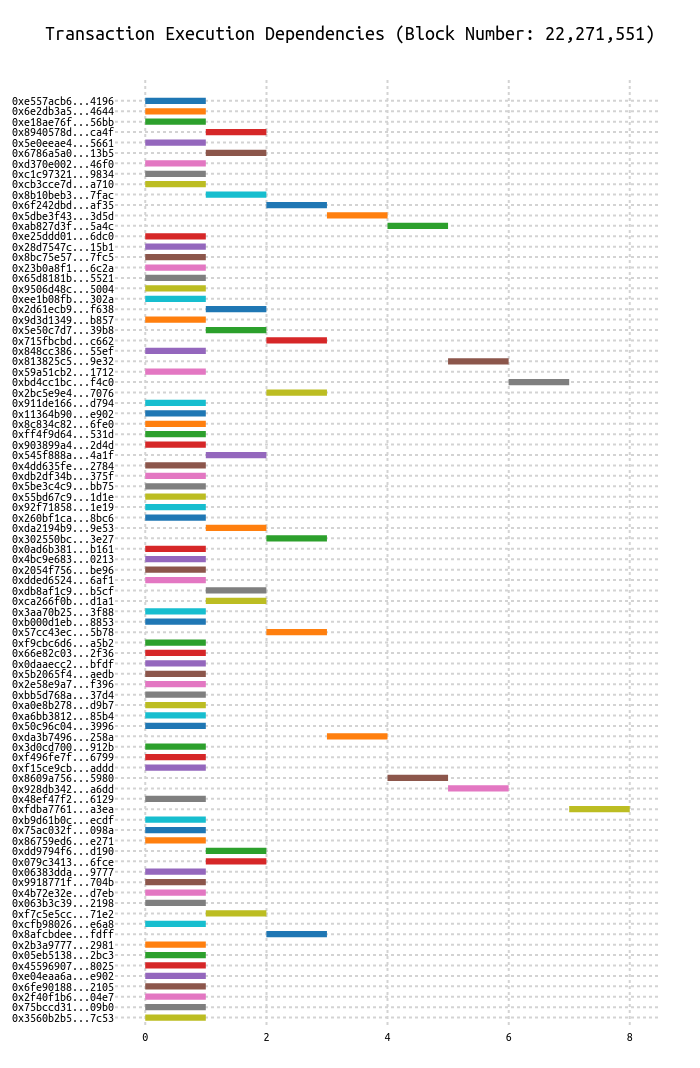 Transaction Execution Dependencies (Block Number: 22,271,551)
0xe557acb6...4196
0x6e2db3a5...4644
0xe18ae76f...56bb
0x8940578d...ca4f
0x5e0eeae4...5661
0x6786a5a0...13b5
0xd370e002...46f0
0xc1c97321...9834
0xcb3cce7d...a710
0x8b10beb3...7fac
0x6f242dbd...af35
0x5dbe3f43...3d5d
0xab827d3f...5a4c
0xe25ddd01...6dc0
0x28d7547c...15b1
0x8bc75e57...7fc5
0x23b0a8f1...6c2a
0x65d8181b...5521
0x9506d48c...5004
0xee1b08fb...302a
0x2d61ecb9...f638
0x9d3d1349...b857
0x5e50c7d7...39b8
0x715fbcbd...c662
0x848cc386...55ef
0x813825c5...9e32
0x59a51cb2...1712
0xbd4cc1bc...f4c0
0x2bc5e9e4...7076
0x911de166...d794
0x11364b90...e902
0x8c834c82...6fe0
0xff4f9d64...531d
0x903899a4...2d4d
0x545f888a...4a1f
0x4dd635fe...2784
0xdb2df34b...375f
0x5be3c4c9...bb75
0x55bd67c9...1d1e
0x92f71858...1e19
0x260bf1ca...8bc6
0xda2194b9...9e53
0x302550bc...3e27
0x0ad6b381...b161
0x4bc9e683...0213
0x2054f756...be96
0xdded6524...6af1
0xdb8af1c9...b5cf
0xca266f0b...d1a1
0x3aa70b25...3f88
0xb000d1eb...8853
0x57cc43ec...5b78
0xf9cbc6d6...a5b2
0x66e82c03...2f36
0x0daaecc2...bfdf
0x5b2065f4...aedb
0x2e58e9a7...f396
0xbb5d768a...37d4
0xa0e8b278...d9b7
0xa6bb3812...85b4
0x50c96c04...3996
0xda3b7496...258a
0x3d0cd700...912b
0xf496fe7f...6799
0xf15ce9cb...addd
0x8609a756...5980
0x928db342...a6dd
0x48ef47f2...6129
0xfdba7761...a3ea
0xb9d61b0c...ecdf
0x75ac032f...098a
0x86759ed6...e271
0xdd9794f6...d190
0x079c3413...6fce
0x06383dda...9777
0x9918771f...704b
0x4b72e32e...d7eb
0x063b3c39...2198
0xf7c5e5cc...71e2
0xcfb98026...e6a8
0x8afcbdee...fdff
0x2b3a9777...2981
0x05eb5138...2bc3
0x45596907...8025
0xe04eaa6a...e902
0x6fe90188...2105
0x2f40f1b6...04e7
0x75bccd31...09b0
0x3560b2b5...7c53
0 2 4 6 8